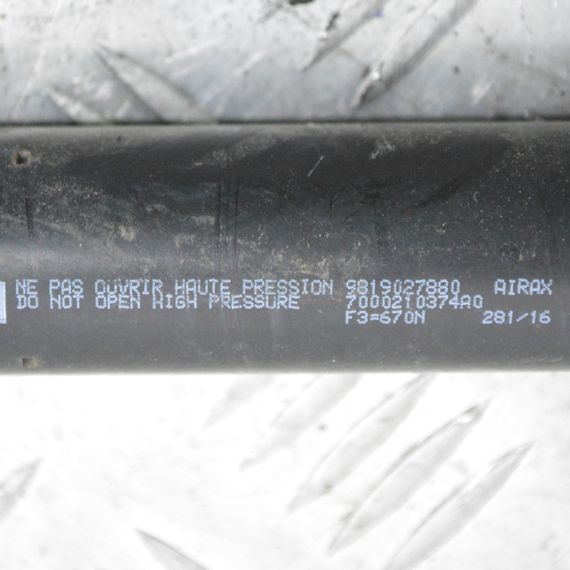 NE PAS OUVRIR HAUTE PRESSION 9819027880 AIRAX
DO NOT OPEN HIGH PRESSURE 7000210374A0
F3=670N 281/16